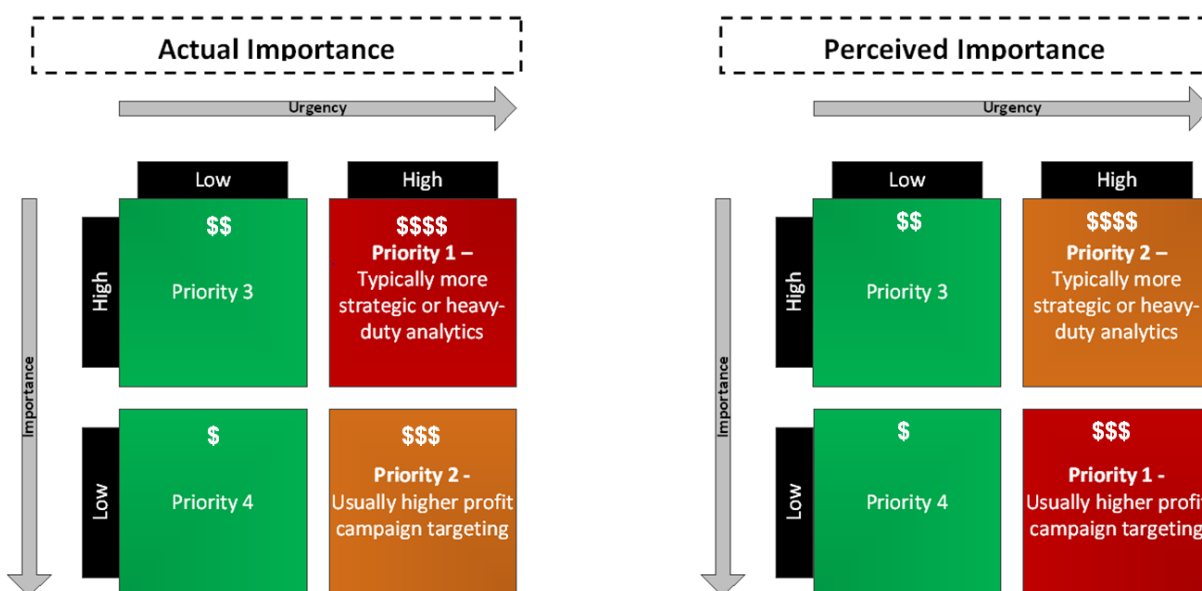 Actual Importance
Urgency
Low
High
Importance
High
Low
$$
Priority 3
$$$$
Priority 1 –
Typically more
strategic or heavy-
duty analytics
$
Priority 4
$$$
Priority 2 -
Usually higher profit
campaign targeting
Perceived Importance
Urgency
Low
High
Importance
High
Low
$$
Priority 3
$$$$
Priority 2 –
Typically more
strategic or heavy-
duty analytics
$
Priority 4
$$$
Priority 1 -
Usually higher profit
campaign targeting